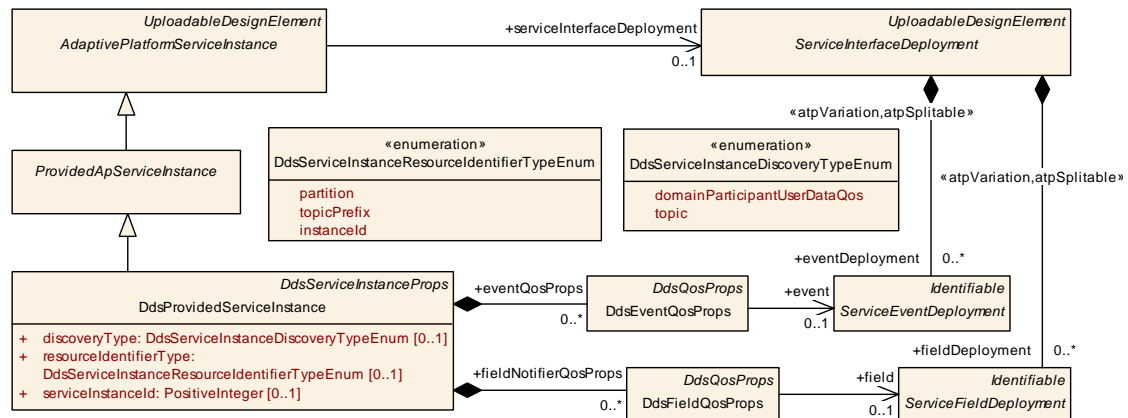 UploadableDesignElement
AdaptivePlatformServiceInstance
+serviceInterfaceDeployment
0..1
UploadableDesignElement
ServiceInterfaceDeployment
«atpVariation,atpSplitable»
«enumeration»
DdsServiceInstanceResourceIdentifierTypeEnum
partition
topicPrefix
instanceId
«enumeration»
DdsServiceInstanceDiscoveryTypeEnum
domainParticipantUserDataQos
topic
ProvidedApServiceInstance
«atpVariation,atpSplitable»
+eventDeployment
0..*
DdsServiceInstanceProps
DdsProvidedServiceInstance
+ discoveryType: DdsServiceInstanceDiscoveryTypeEnum [0..1]
+ resourceIdentifierType:
DdsServiceInstanceResourceIdentifierTypeEnum [0..1]
+ serviceInstanceId: PositiveInteger [0..1]
+eventQosProps
0..*
DdsQosProps
DdsEventQosProps
+event
0..1
Identifiable
ServiceEventDeployment
+fieldDeployment
0..*
+fieldNotifierQosProps
0..*
DdsQosProps
DdsFieldQosProps
+field
0..1
Identifiable
ServiceFieldDeployment